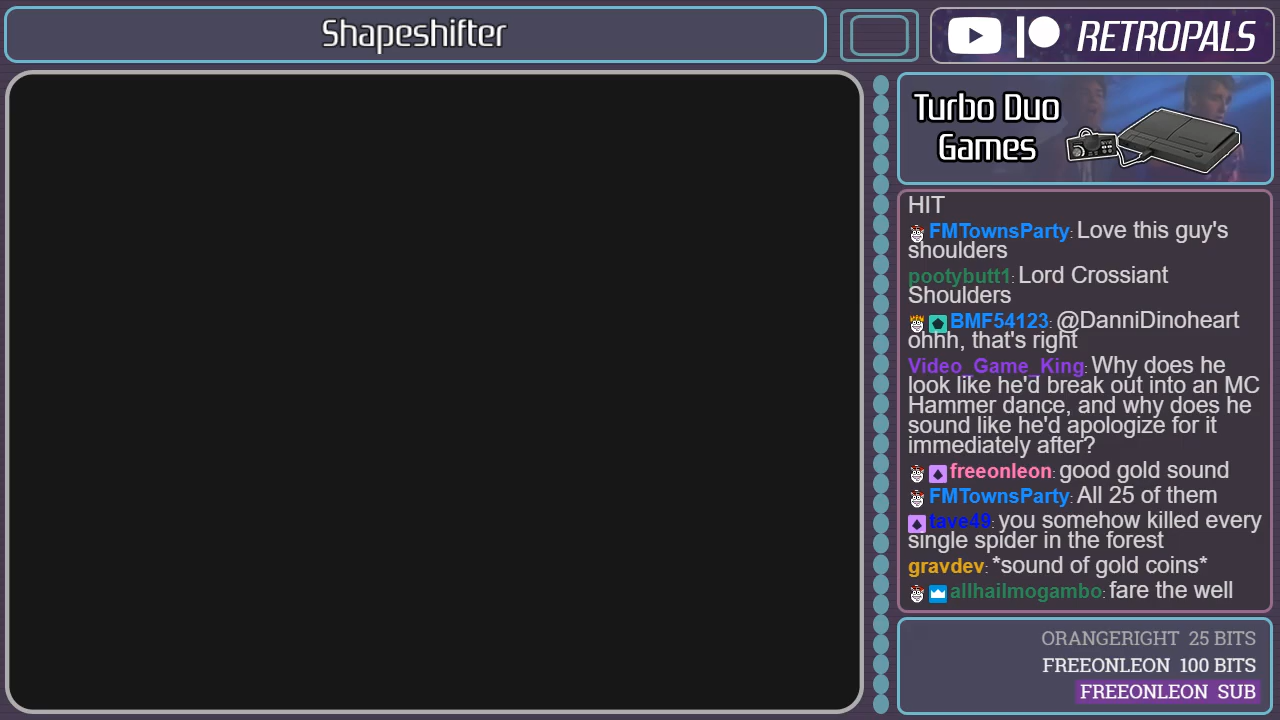 Shapeshifter
RETROPALS
Turbo Duo
Games
HIT
FMTownsParty: Love this guy's
shoulders
pootybutt1: Lord Crossiant
Shoulders
BMF54123: @DanniDinoheart
ohhh, that's right
Video_Game_King: Why does he
look like he'd break out into an MC
Hammer dance, and why does he
sound like he'd apologize for it
immediately after?
freeonleon: good gold sound
FMTownsParty: All 25 of them
tave49: you somehow killed every
single spider in the forest
gravdev: *sound of gold coins*
allhailmogambo: fare the well
ORANGERIGHT 25 BITS
FREEONLEON 100 BITS
FREEONLEON SUB